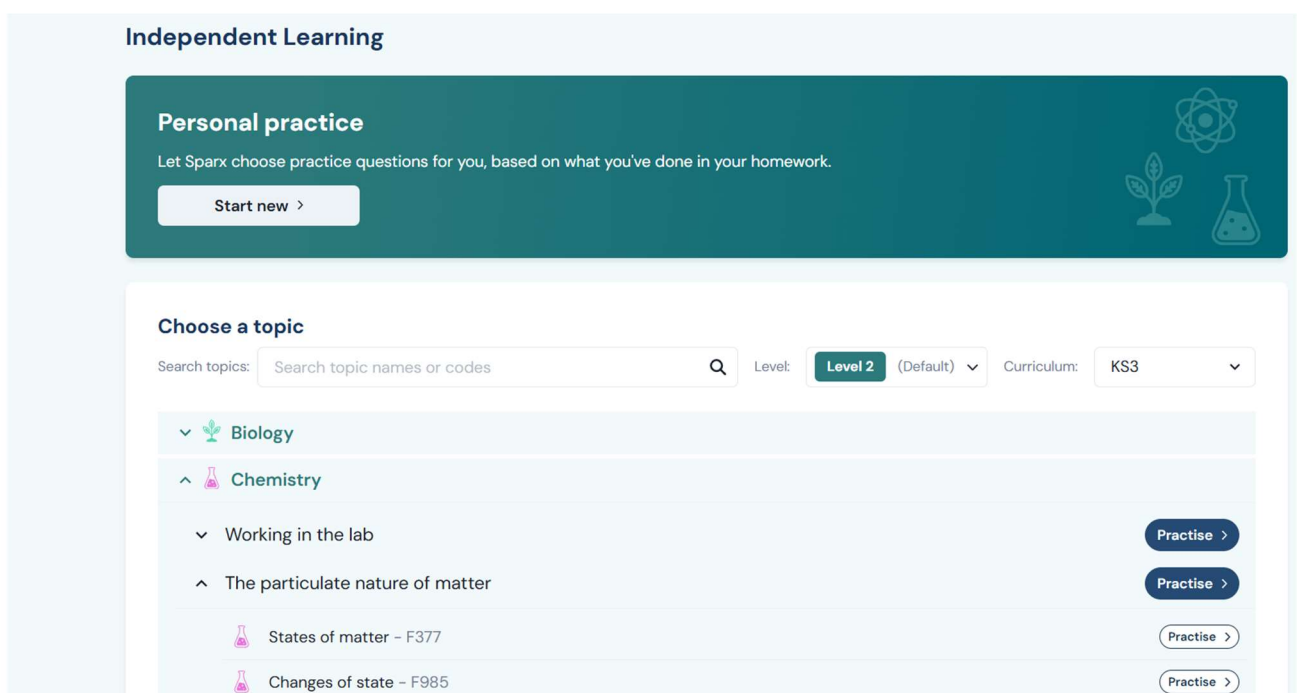 Independent Learning
Personal practice
Let Sparx choose practice questions for you, based on what you've done in your homework.
Start new
Choose a topic
Search topics: Search topic names or codes Level: Level 2 (Default) Curriculum: KS3
Biology
Chemistry
Working in the lab Practise
The particulate nature of matter Practise
States of matter – F377 Practise
Changes of state – F985 Practise